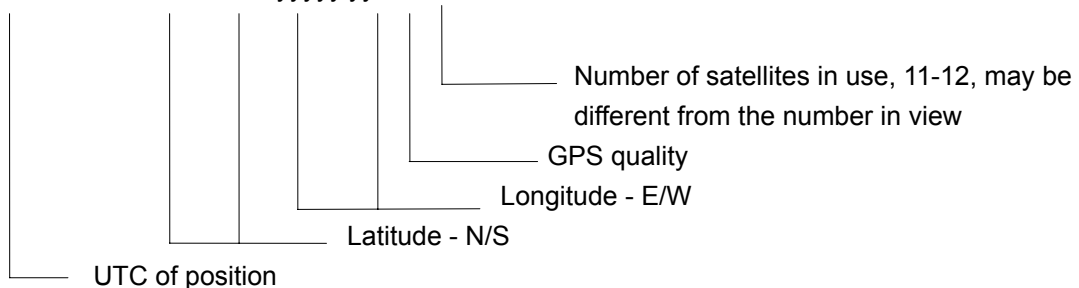 Number of satellites in use, 11-12, may be
different from the number in view
GPS quality
Longitude - E/W
Latitude - N/S
UTC of position